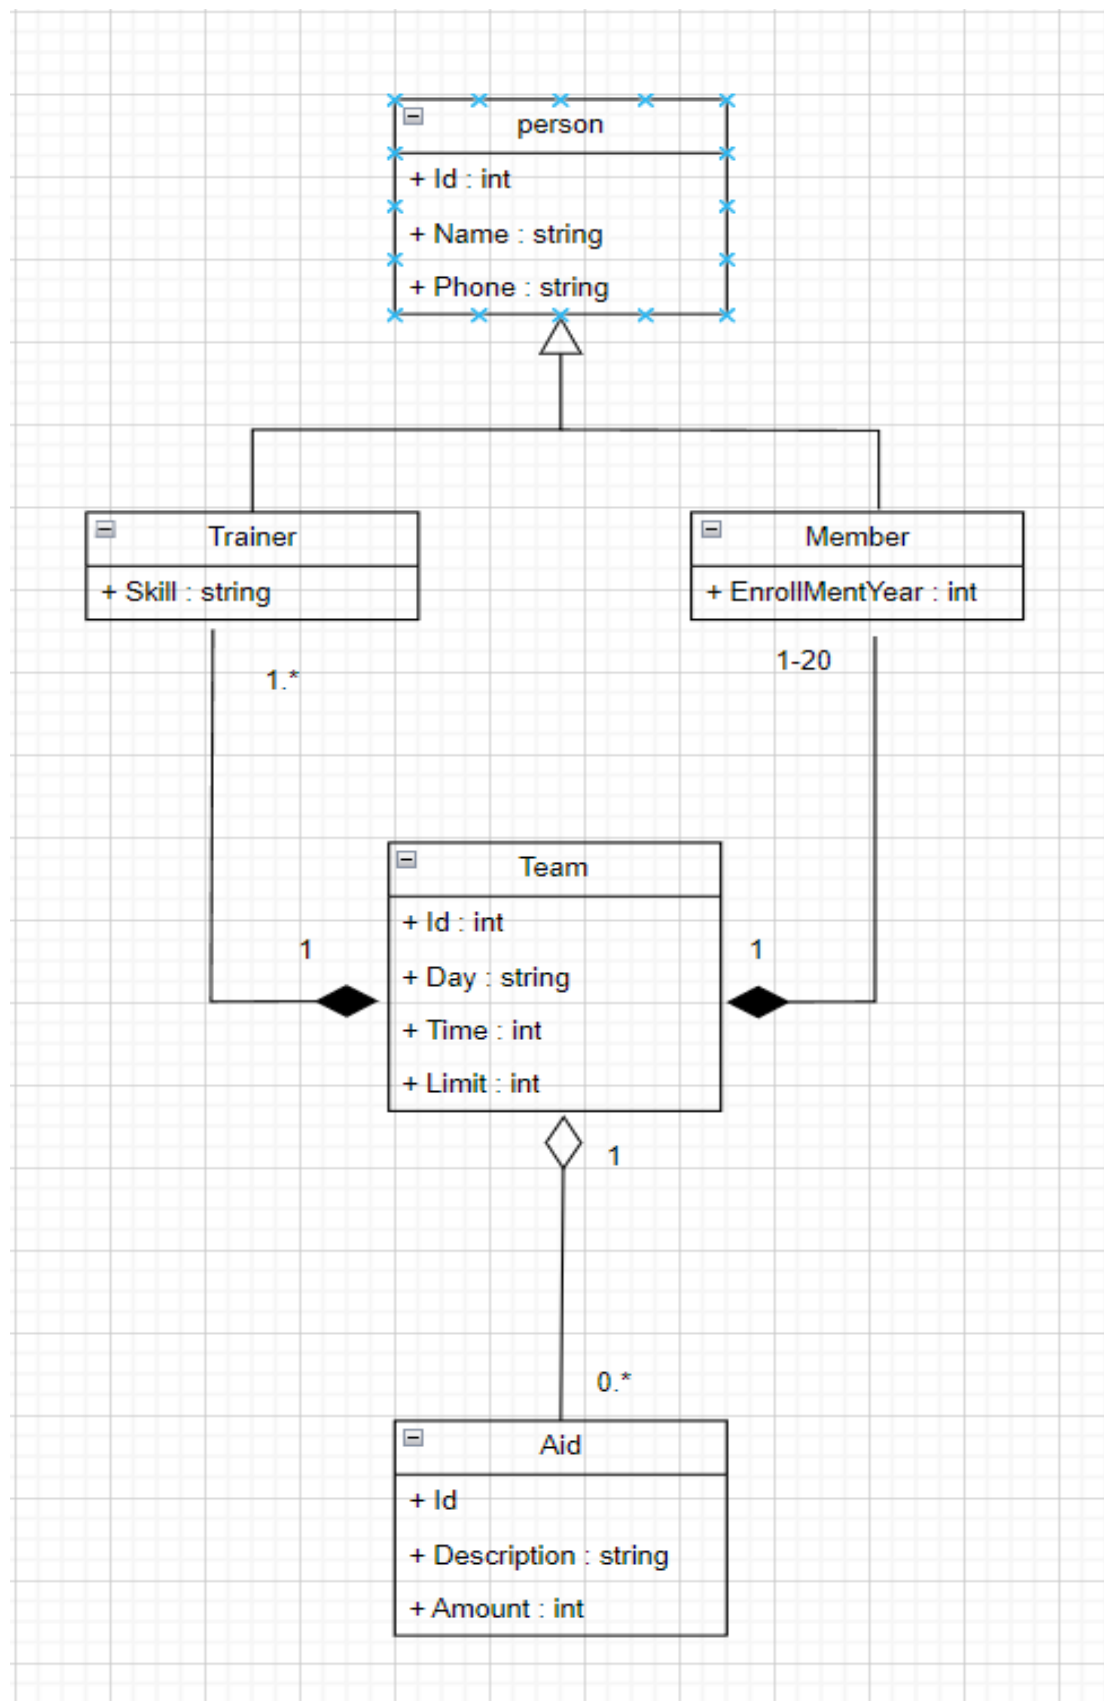 person
+ Id : int
+ Name : string
+ Phone : string
Trainer
+ Skill : string
Member
+ EnrollMentYear : int
1.*
1-20
Team
+ Id : int
+ Day : string
+ Time : int
+ Limit : int
1
1
1
0.*
Aid
+ Id
+ Description : string
+ Amount : int